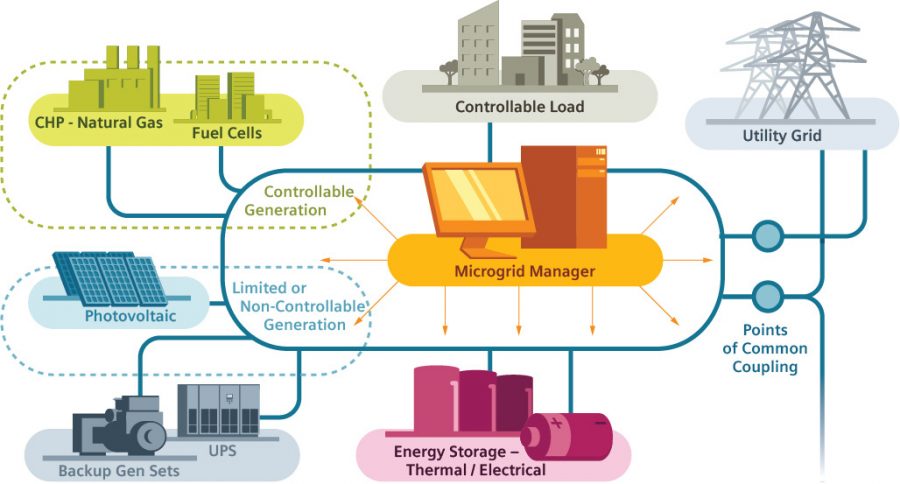 CHP - Natural Gas
Fuel Cells
Controllable Load
Utility Grid
Controllable
Generation
Microgrid Manager
Limited or
Non-Controllable
Generation
Photovoltaic
Points
of Common
Coupling
UPS
Backup Gen Sets
Energy Storage –
Thermal / Electrical